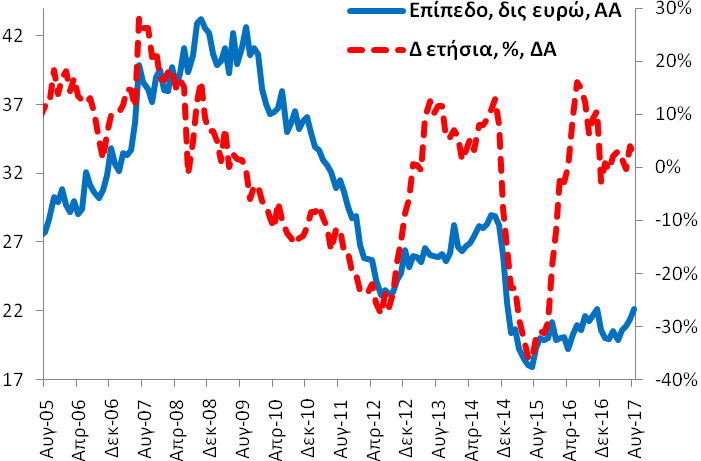 Επίπεδο, δις ευρώ, ΑΑ
Δ ετήσια, %, ΔΑ
42
37
32
27
22
17
30%
20%
10%
0%
-10%
-20%
-30%
-40%
Αυγ-05
Απρ-06
Δεκ-06
Αυγ-07
Απρ-08
Δεκ-08
Αυγ-09
Απρ-10
Δεκ-10
Αυγ-11
Απρ-12
Δεκ-12
Αυγ-13
Απρ-14
Δεκ-14
Αυγ-15
Απρ-16
Δεκ-16
Αυγ-17